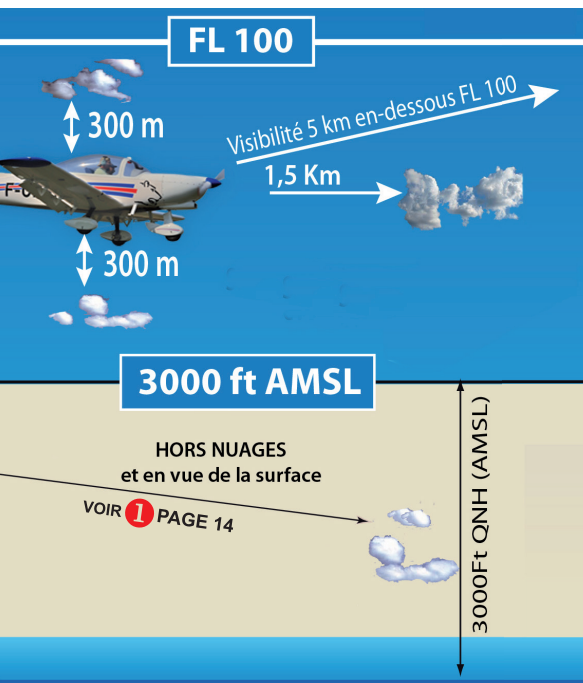 FL 100
300 m
Visibilité 5 km en-dessous FL 100
1,5 Km
F-G
300 m
3000 ft AMSL
HORS NUAGES
et en vue de la surface
VOIR 1 PAGE 14
3000Ft QNH (AMSL)